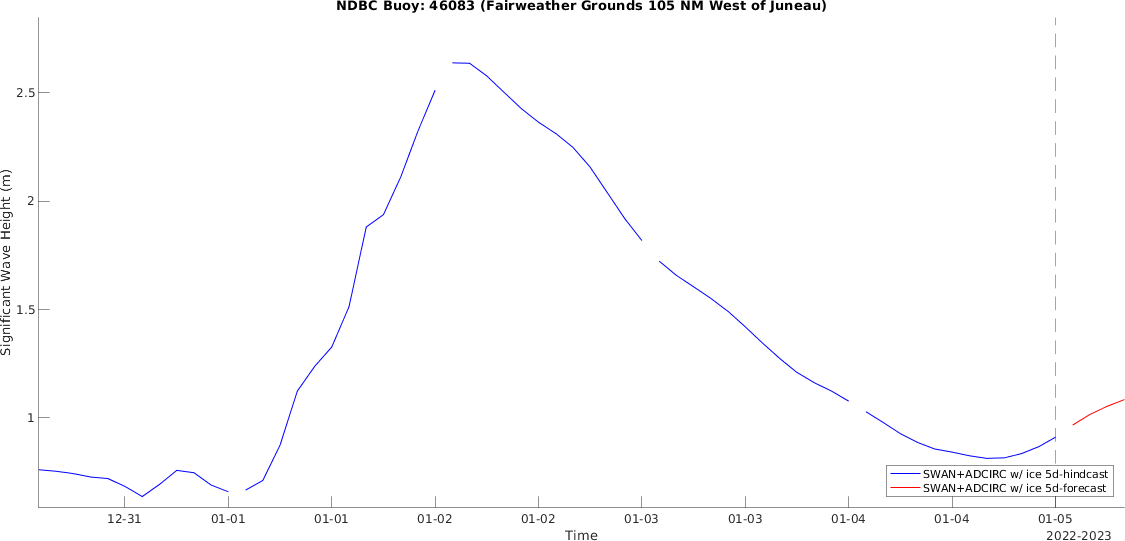 NDBC Buoy: 46083 (Fairweather Grounds 105 NM West of Juneau)
Significant Wave Height (m)
2.5
2
1.5
1
SWAN+ADCIRC w/ ice 5d-hindcast
SWAN+ADCIRC w/ ice 5d-forecast
12-31 01-01 01-01 01-02 01-02 01-03 01-03 01-04 01-04 01-05
Time
2022-2023